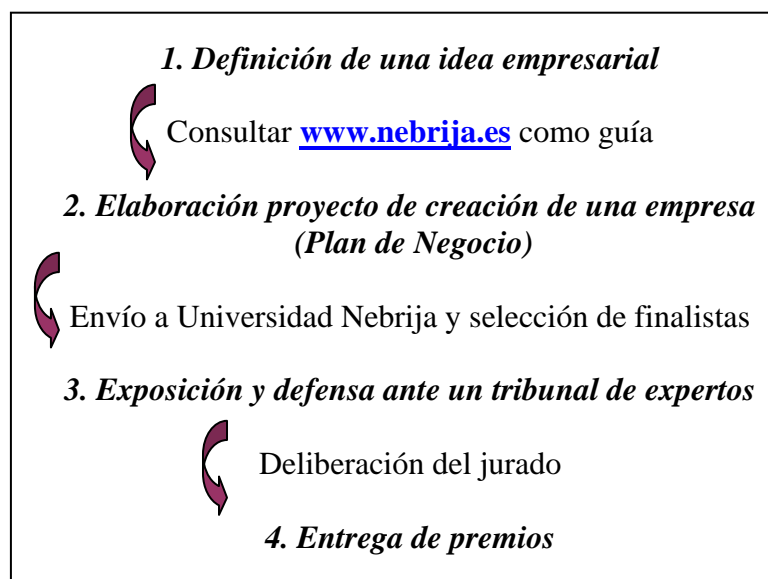 1. Definición de una idea empresarial
Consultar www.nebrija.es como guía
2. Elaboración proyecto de creación de una empresa
(Plan de Negocio)
Envío a Universidad Nebrija y selección de finalistas
3. Exposición y defensa ante un tribunal de expertos
Deliberación del jurado
4. Entrega de premios